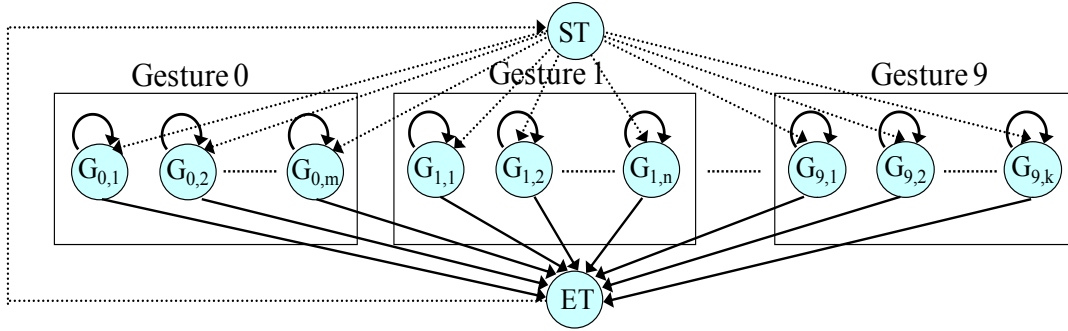 ST
Gesture 0 Gesture 1 Gesture 9
G0,1 G0,2 ........ G0,m G1,1 G1,2 ........ G1,n ........ G9,1 G9,2 ........ G9,k
ET